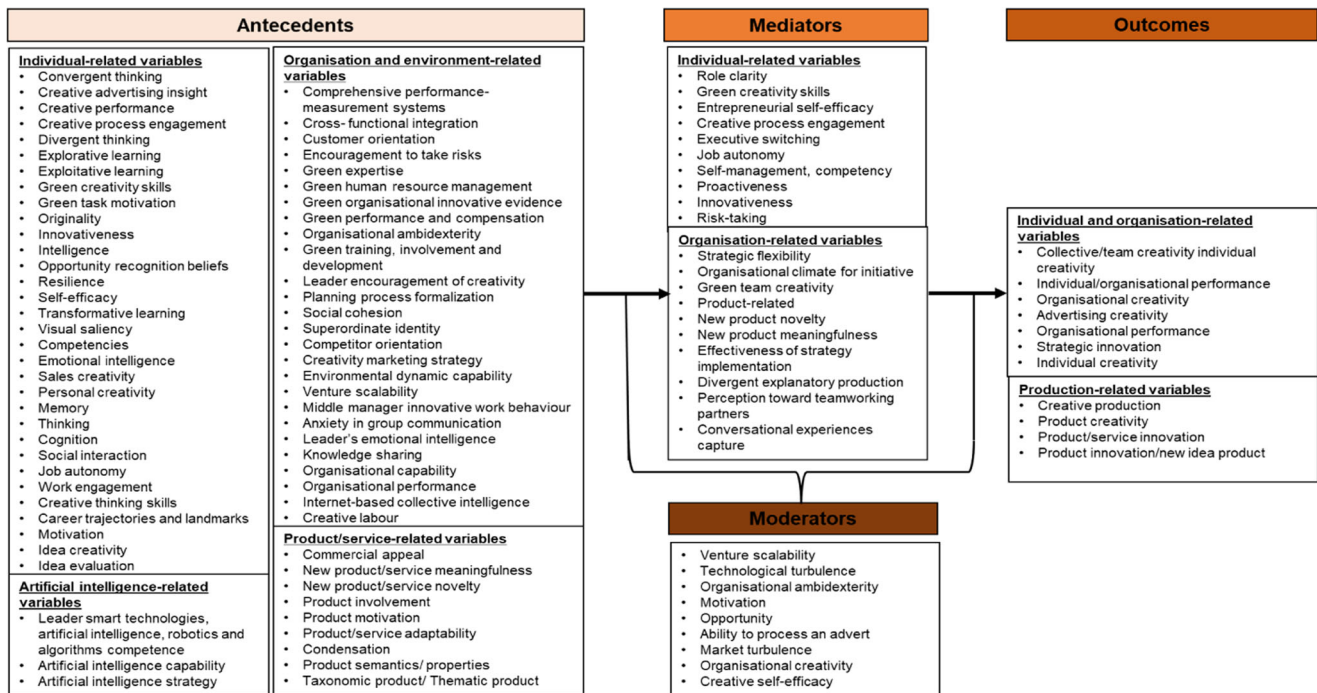 Antecedents
Individual-related variables
• Convergent thinking
• Creative advertising insight
• Creative performance
• Creative process engagement
• Divergent thinking
• Explorative learning
• Exploitative learning
• Green creativity skills
• Green task motivation
• Originality
• Innovativeness
• Intelligence
• Opportunity recognition beliefs
• Resilience
• Self-efficacy
• Transformative learning
• Visual saliency
• Competencies
• Emotional intelligence
• Sales creativity
• Personal creativity
• Memory
• Thinking
• Cognition
• Social interaction
• Job autonomy
• Work engagement
• Creative thinking skills
• Career trajectories and landmarks
• Motivation
• Idea creativity
• Idea evaluation
Artificial intelligence-related
variables
• Leader smart technologies,
artificial intelligence, robotics and
algorithms competence
• Artificial intelligence capability
• Artificial intelligence strategy
Organisation and environment-related
variables
• Comprehensive performance-
measurement systems
• Cross- functional integration
• Customer orientation
• Encouragement to take risks
• Green expertise
• Green human resource management
• Green organisational innovative evidence
• Green performance and compensation
• Organisational ambidexterity
• Green training, involvement and
development
• Leader encouragement of creativity
• Planning process formalization
• Social cohesion
• Superordinate identity
• Competitor orientation
• Creativity marketing strategy
• Environmental dynamic capability
• Venture scalability
• Middle manager innovative work behaviour
• Anxiety in group communication
• Leader's emotional intelligence
• Knowledge sharing
• Organisational capability
• Organisational performance
• Internet-based collective intelligence
• Creative labour
Product/service-related variables
• Commercial appeal
• New product/service meaningfulness
• New product/service novelty
• Product involvement
• Product motivation
• Product/service adaptability
• Condensation
• Product semantics/ properties
• Taxonomic product/ Thematic product
Mediators
Individual-related variables
• Role clarity
• Green creativity skills
• Entrepreneurial self-efficacy
• Creative process engagement
• Executive switching
• Job autonomy
• Self-management, competency
• Proactiveness
• Innovativeness
• Risk-taking
Organisation-related variables
• Strategic flexibility
• Organisational climate for initiative
• Green team creativity
• Product-related
• New product novelty
• New product meaningfulness
• Effectiveness of strategy
implementation
• Divergent explanatory production
• Perception toward teamworking
partners
• Conversational experiences
capture
Moderators
• Venture scalability
• Technological turbulence
• Organisational ambidexterity
• Motivation
• Opportunity
• Ability to process an advert
• Market turbulence
• Organisational creativity
• Creative self-efficacy
Outcomes
Individual and organisation-related
variables
• Collective/team creativity individual
creativity
• Individual/organisational performance
• Organisational creativity
• Advertising creativity
• Organisational performance
• Strategic innovation
• Individual creativity
Production-related variables
• Creative production
• Product creativity
• Product/service innovation
• Product innovation/new idea product